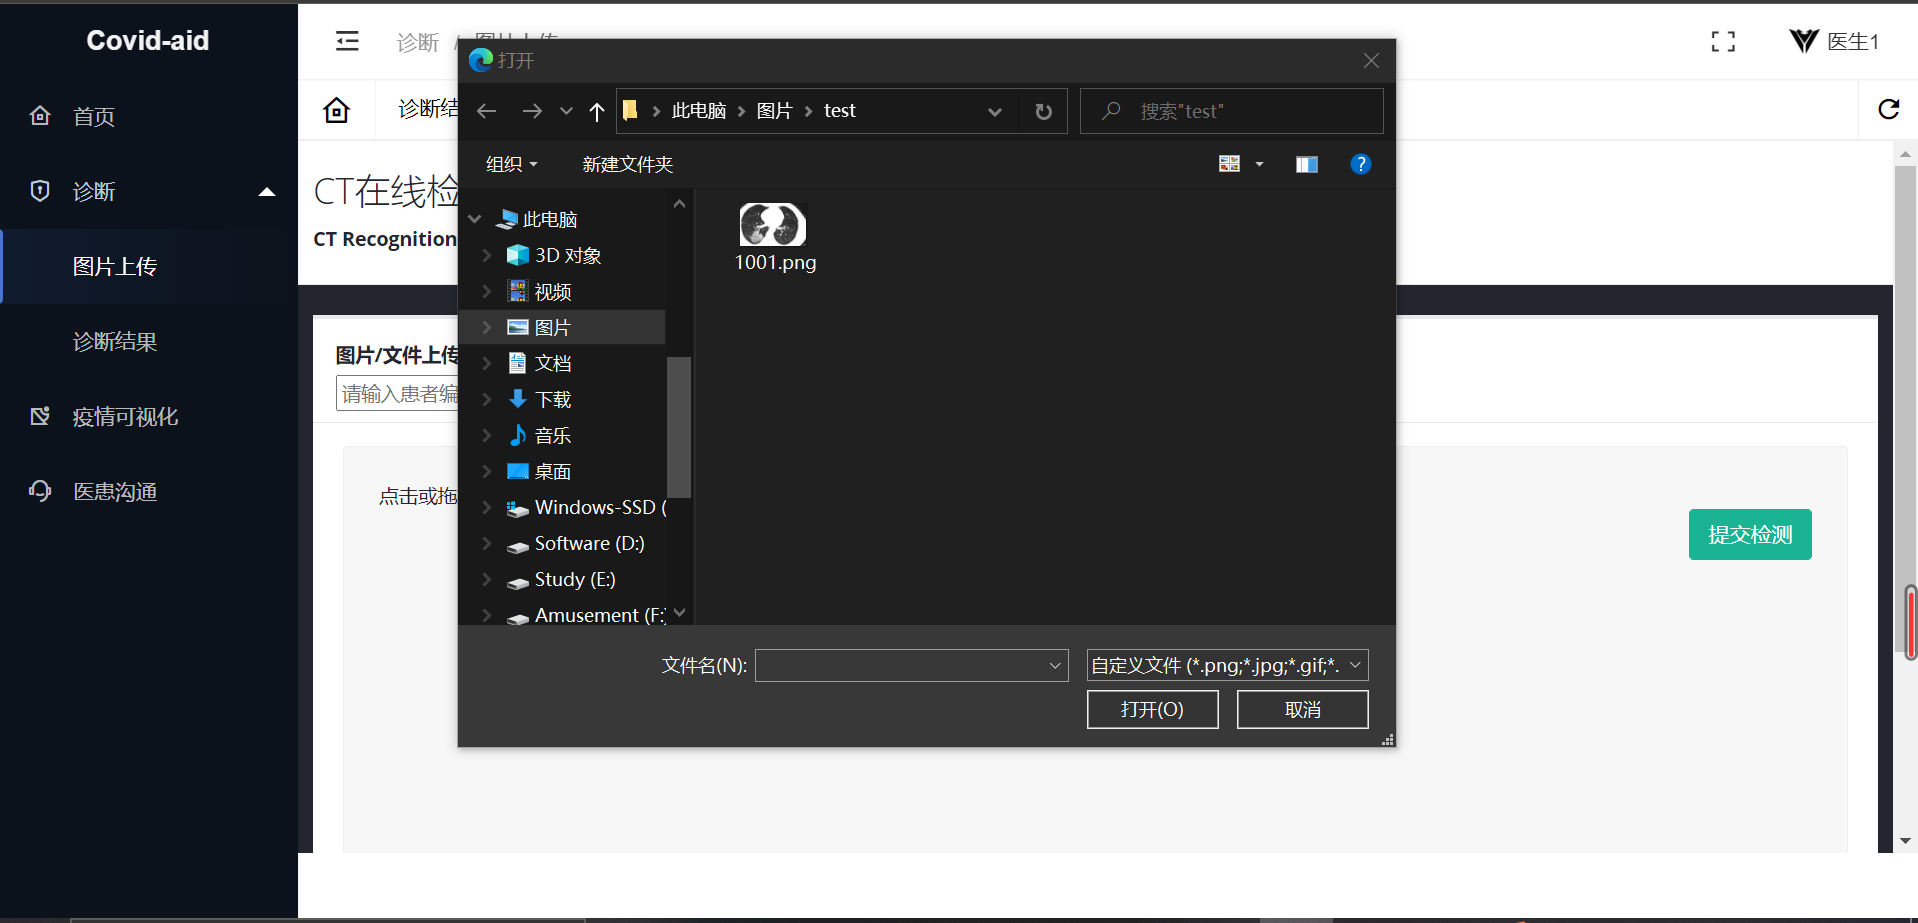 Covid-aid
首页
诊断
图片上传
诊断结果
疫情可视化
医患沟通
诊断 /
医生1
诊断结
CT在线检
CT Recognition
图片/文件上传
请输入患者编
点击或拖
提交检测
打开
此电脑 图片 test
搜索"test"
组织 新建文件夹
此电脑
3D 对象
视频
图片
文档
下载
音乐
桌面
Windows-SSD (
Software (D:)
Study (E:)
Amusement (F:)
1001.png
文件名(N):
自定义文件 (*.png;*.jpg;*.gif;*.
打开(O) 取消